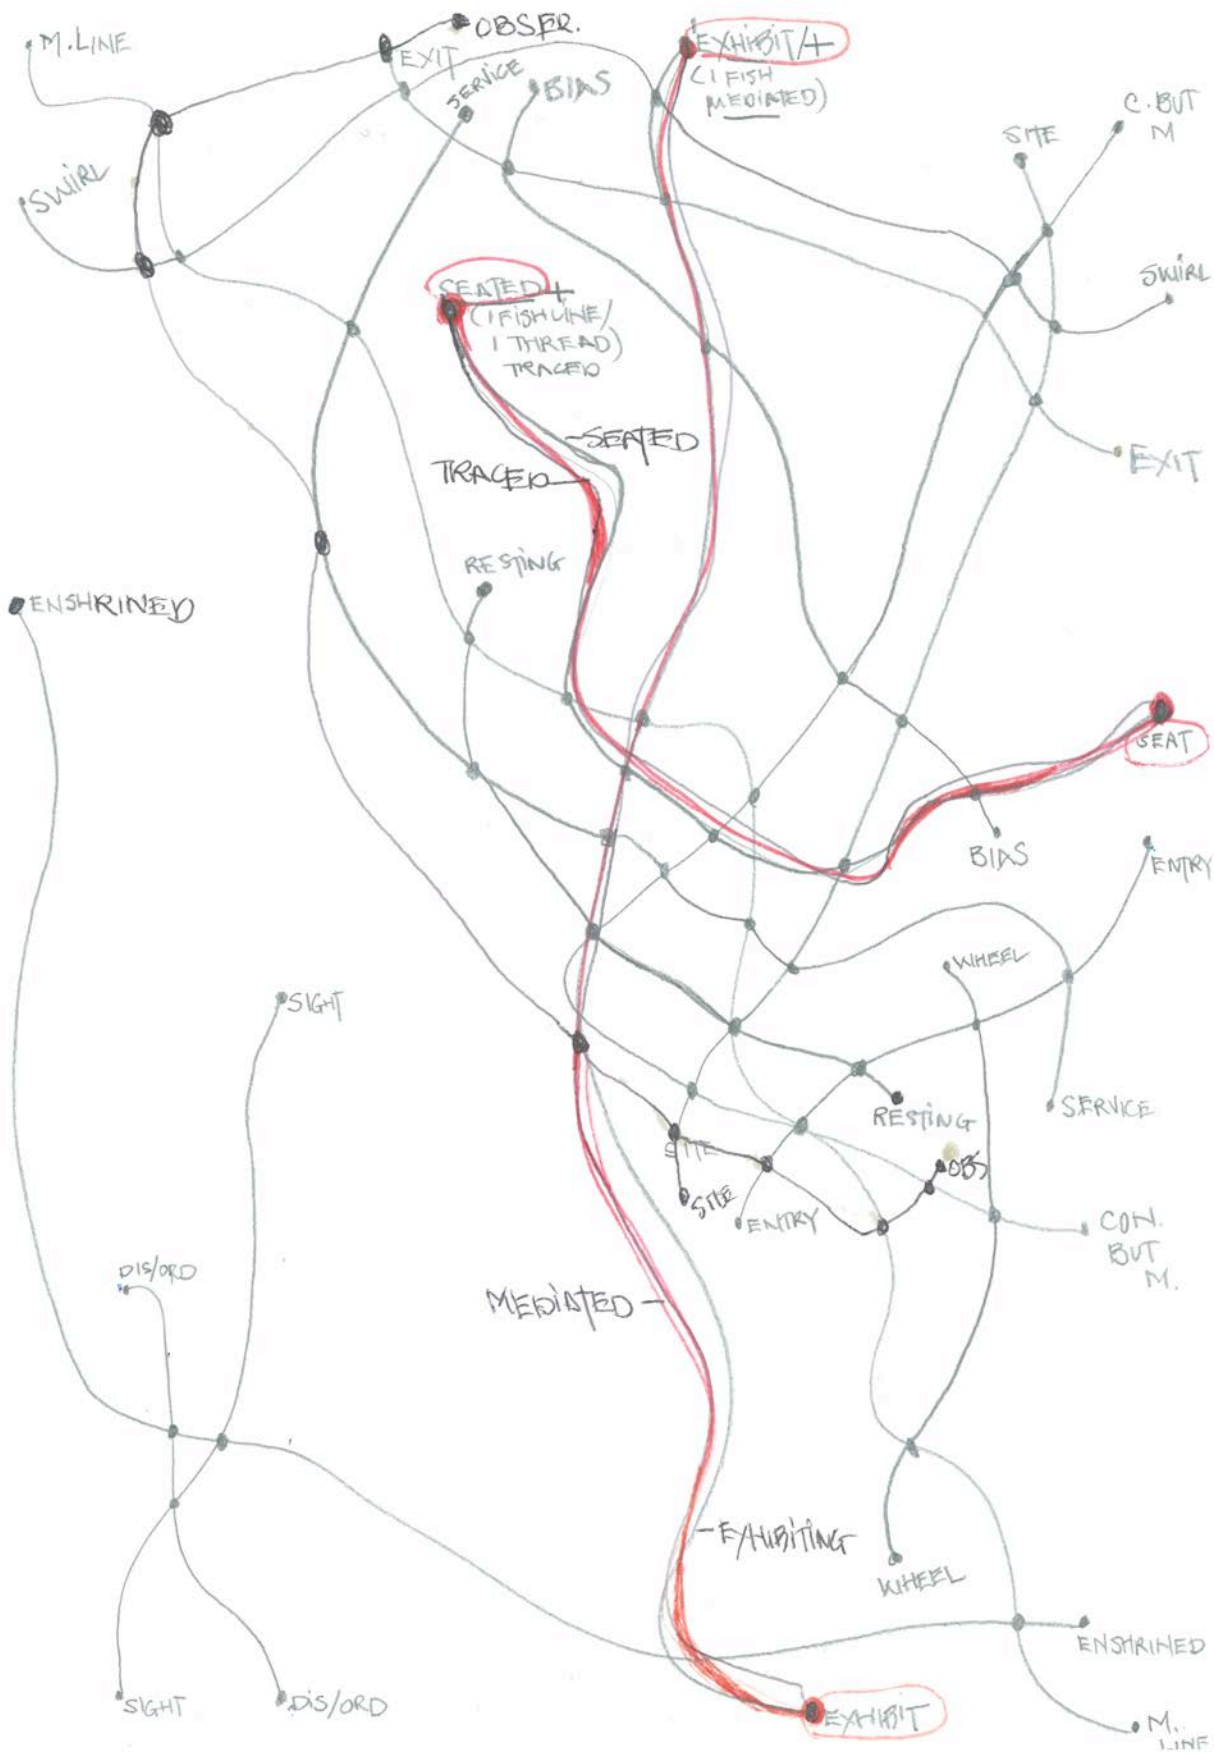 OBSER.
EXHIBIT/+
M.LINE
EXIT
(1 FISH
MEDIATED)
SERVICE
BIAS
C. BUT
M
SITE
SWIRL
SWIRL
SEATED +
(1 FISHLINE/
1 THREAD)
TRACED
SEATED
TRACED
EXIT
RESTING
ENSHRINED
SEAT
BIAS
ENTRY
WHEEL
SIGHT
RESTING
SERVICE
SITE
OBS
SITE
ENTRY
CON.
BUT
M.
DIS/ORD
MEDIATED
EXHIBITING
WHEEL
ENSHRINED
SIGHT
DIS/ORD
EXHIBIT
M.
LINE